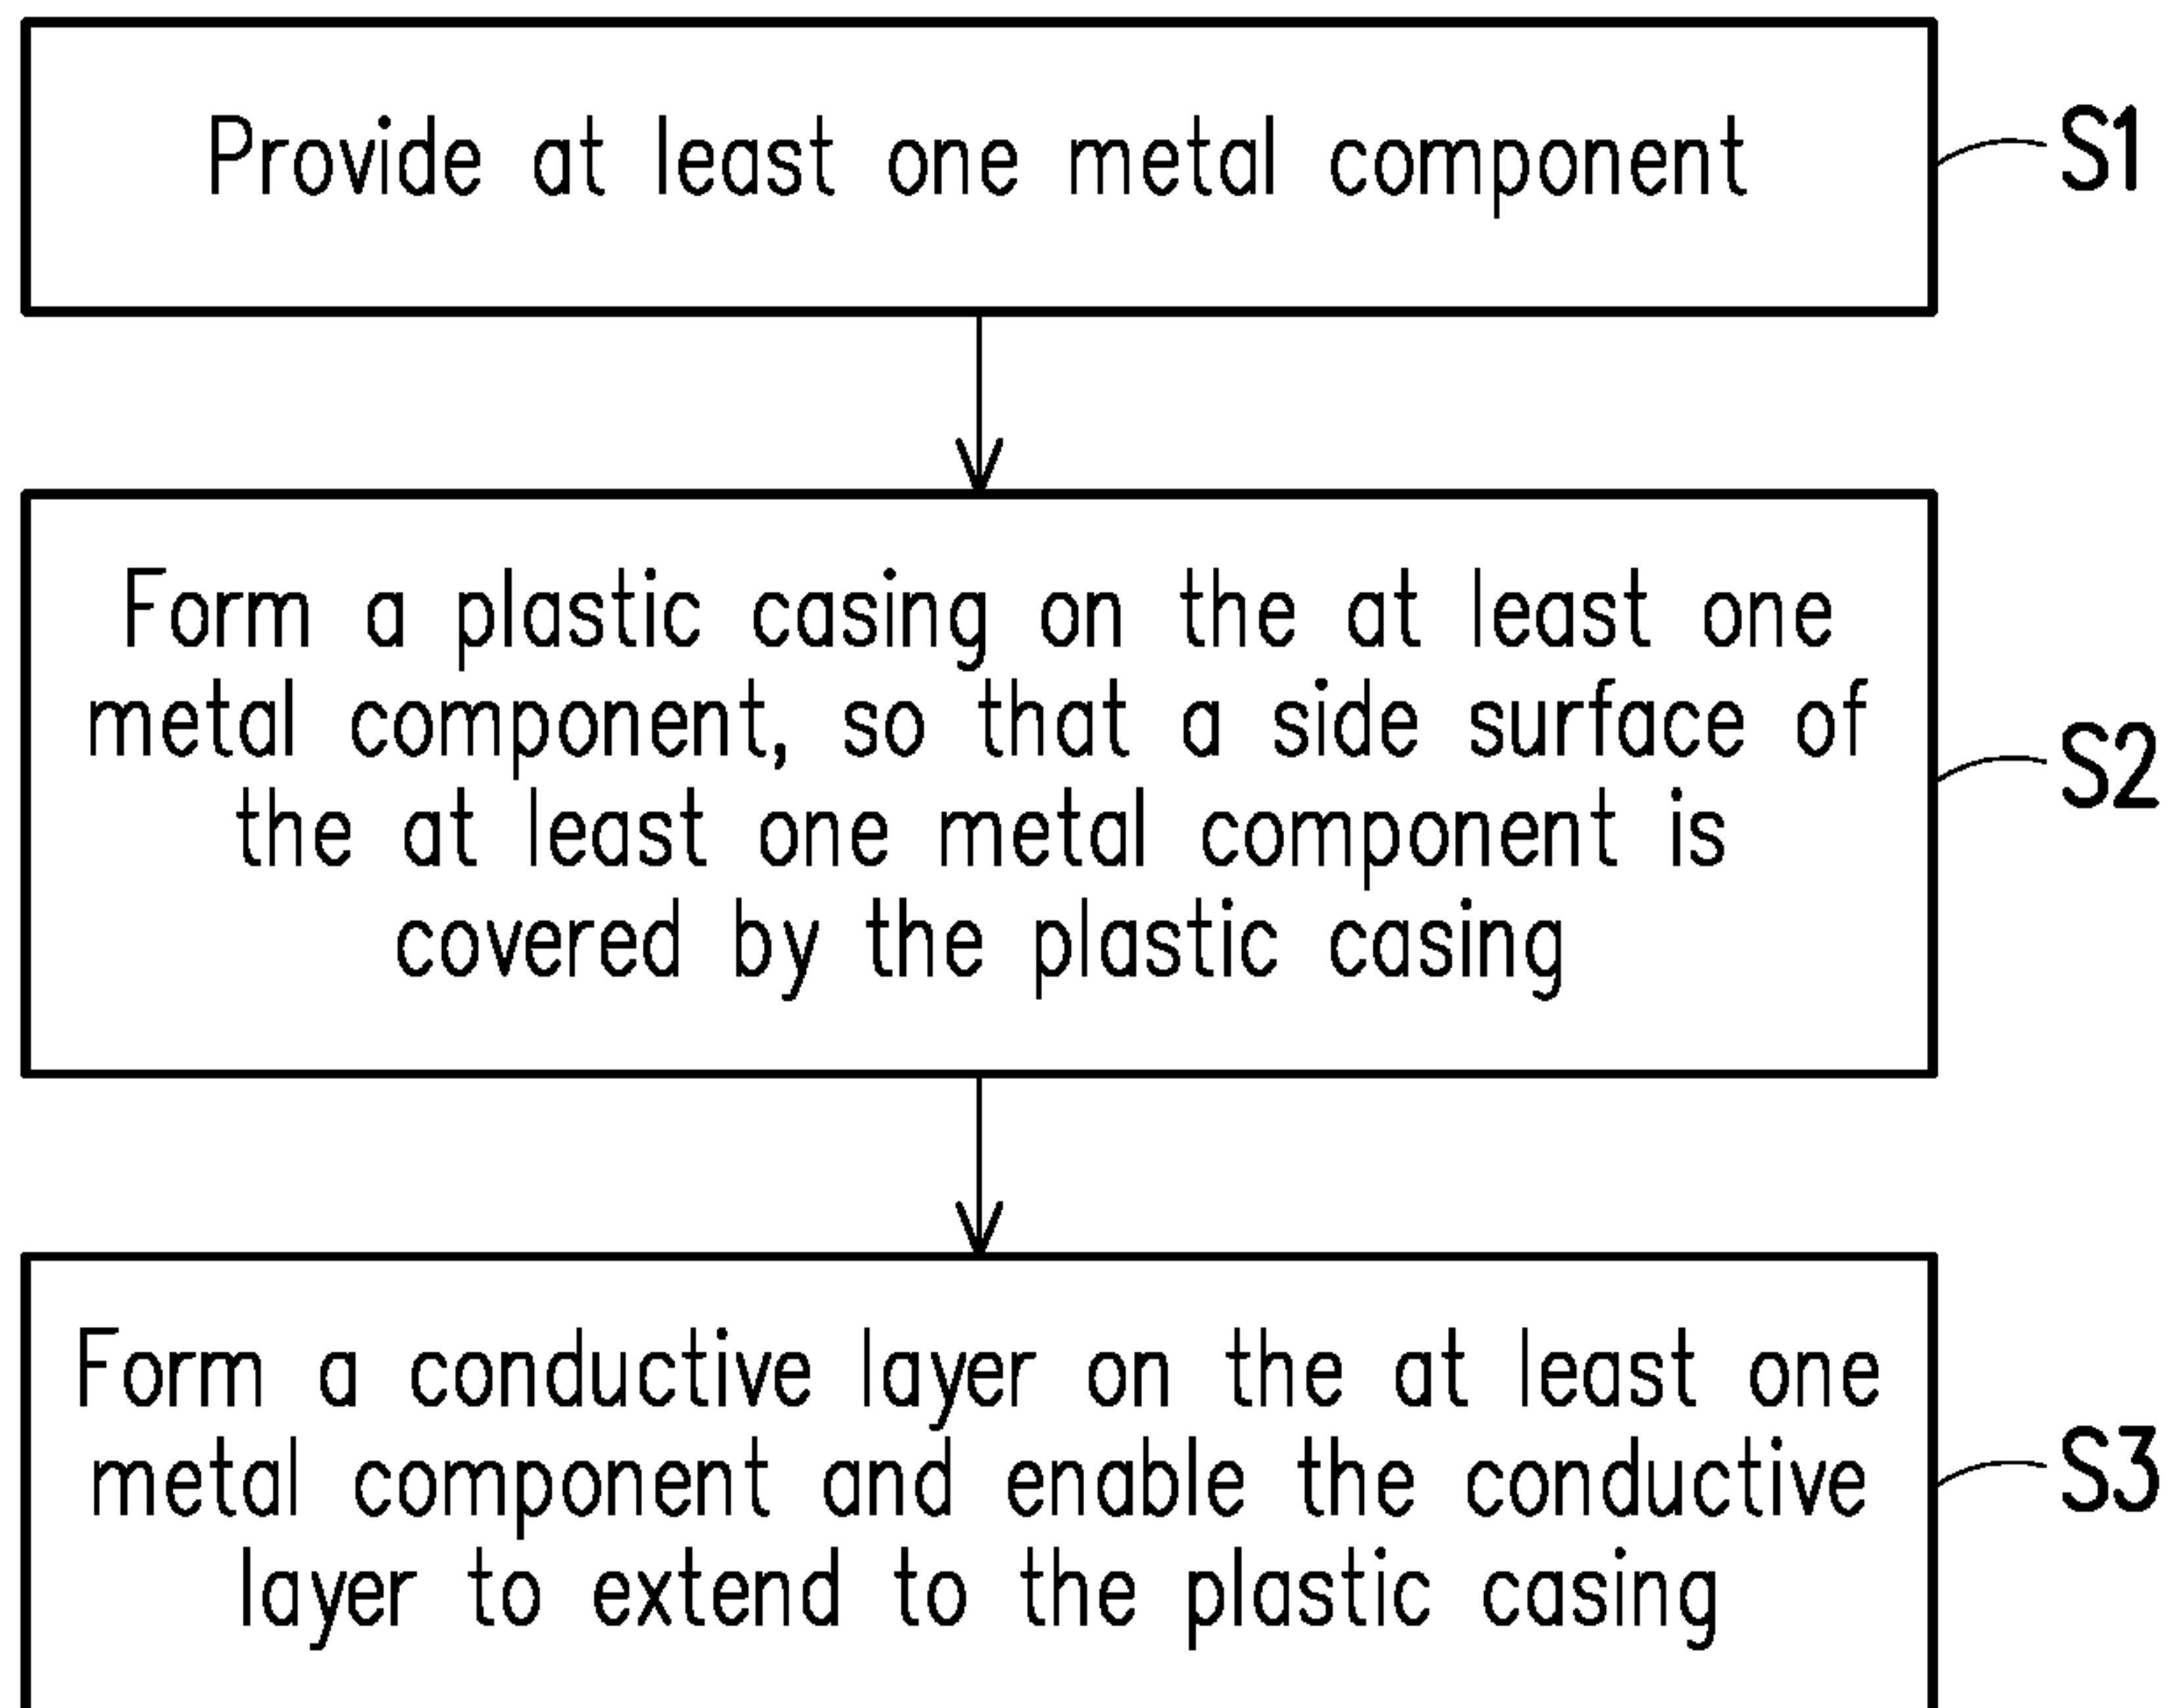 Provide at least one metal component
S1
Form a plastic casing on the at least one
metal component, so that a side surface of
the at least one metal component is
covered by the plastic casing
S2
Form a conductive layer on the at least one
metal component and enable the conductive
layer to extend to the plastic casing
S3